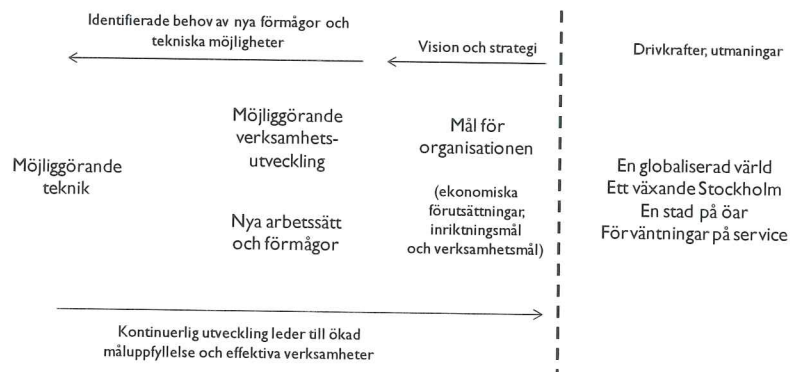 Identifierade behov av nya förmågor och
tekniska möjligheter
Vision och strategi
Drivkrafter, utmaningar
Möjliggörande
teknik
Möjliggörande
verksamhets-
utveckling
Nya arbetssätt
och förmågor
Mål för
organisationen
(ekonomiska
förutsättningar,
inriktningsmål
och verksamhetsmål)
En globaliserad värld
Ett växande Stockholm
En stad på öar
Förväntningar på service
Kontinuerlig utveckling leder till ökad
måluppfyllelse och effektiva verksamheter